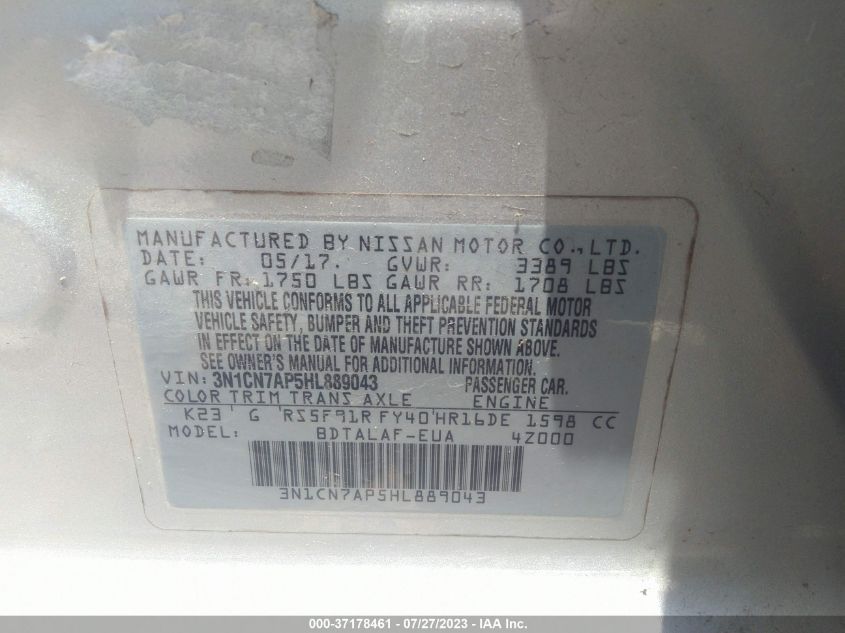 MANUFACTURED BY NISSAN MOTOR CO., LTD.
DATE: 05/17. GVWR: 3389 LBS
GAWR FR: 1750 LBS GAWR RR: 1708 LBS
THIS VEHICLE CONFORMS TO ALL APPLICABLE FEDERAL MOTOR
VEHICLE SAFETY, BUMPER AND THEFT PREVENTION STANDARDS
IN EFFECT ON THE DATE OF MANUFACTURE SHOWN ABOVE.
SEE OWNER'S MANUAL FOR ADDITIONAL INFORMATION.
VIN: 3N1CN7AP5HL889043 PASSENGER CAR.
COLOR TRIM TRANS AXLE ENGINE
K23 ' G 'RS5F91R FY40'HR16DE 1598 CC
MODEL: BDTALAF-EUA 4Z000
3N1CN7AP5HL889043
000-37178461 - 07/27/2023 - IAA Inc.